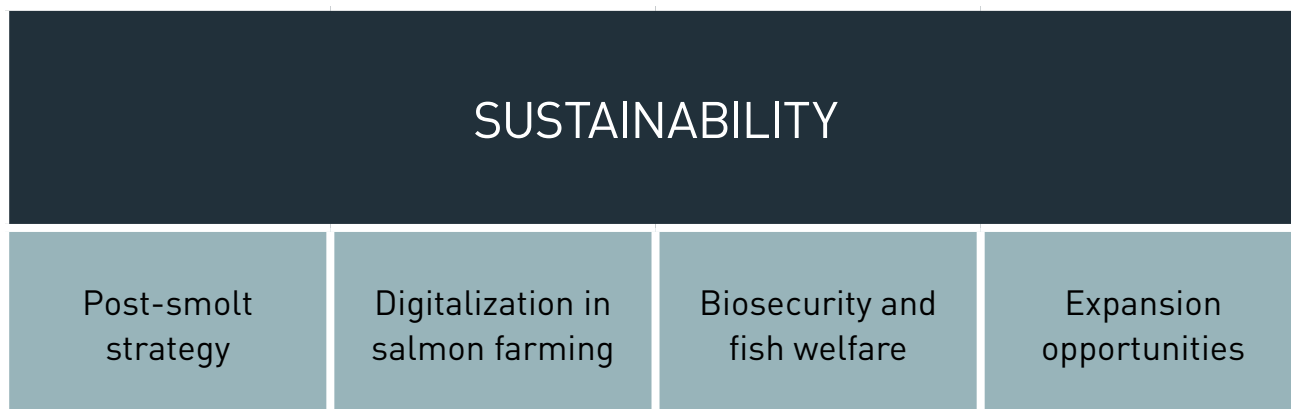 SUSTAINABILITY
Post-smolt
strategy
Digitalization in
salmon farming
Biosecurity and
fish welfare
Expansion
opportunities